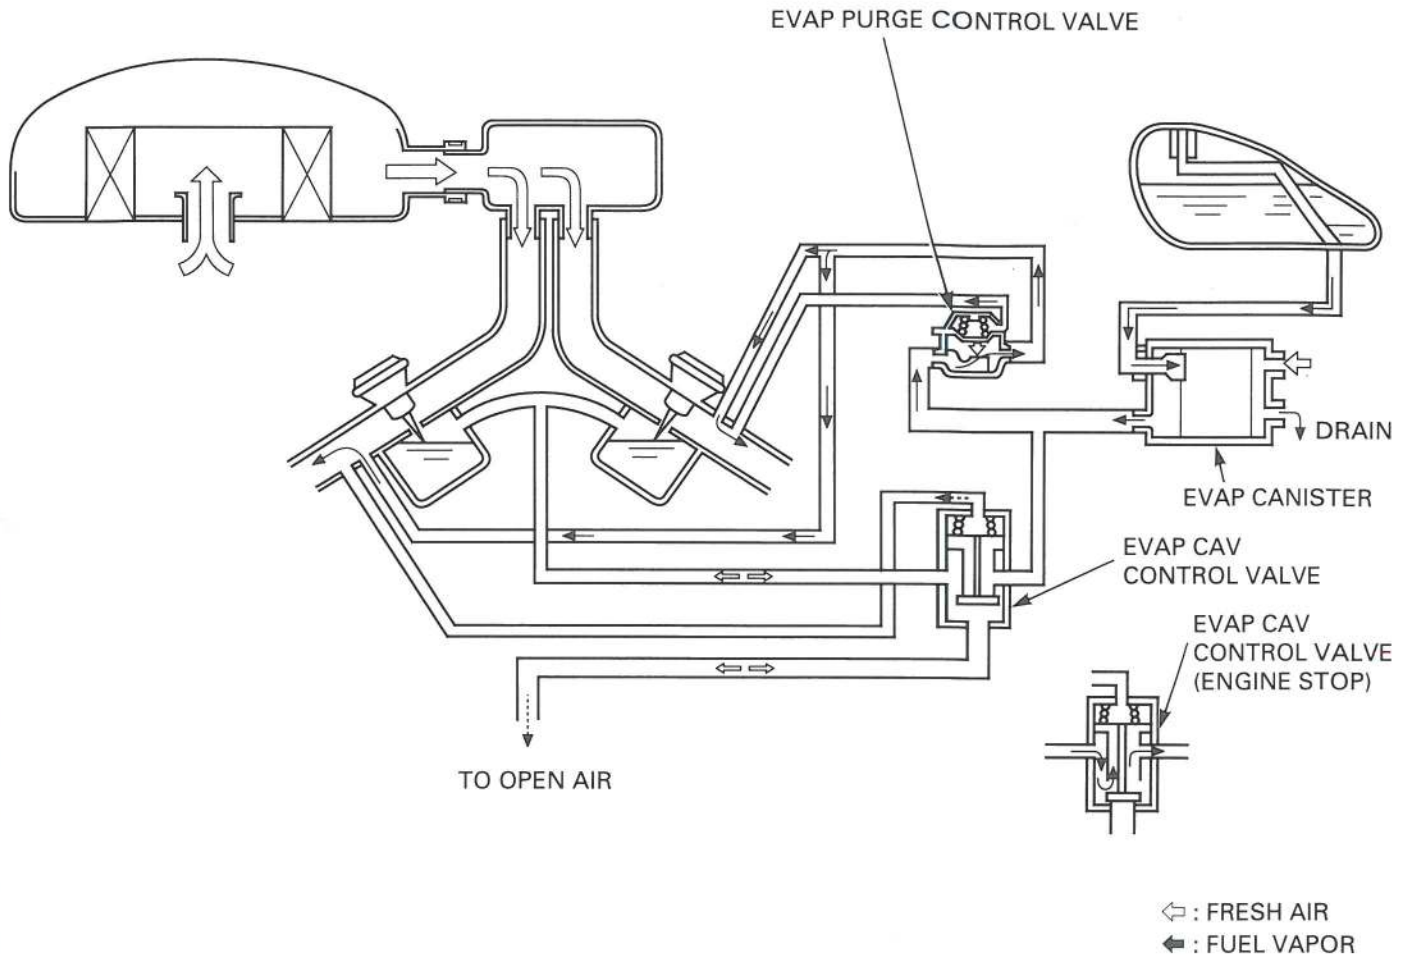 EVAP PURGE CONTROL VALVE
DRAIN
EVAP CANISTER
EVAP CAV
CONTROL VALVE
EVAP CAV
CONTROL VALVE
(ENGINE STOP)
TO OPEN AIR
: FRESH AIR
: FUEL VAPOR